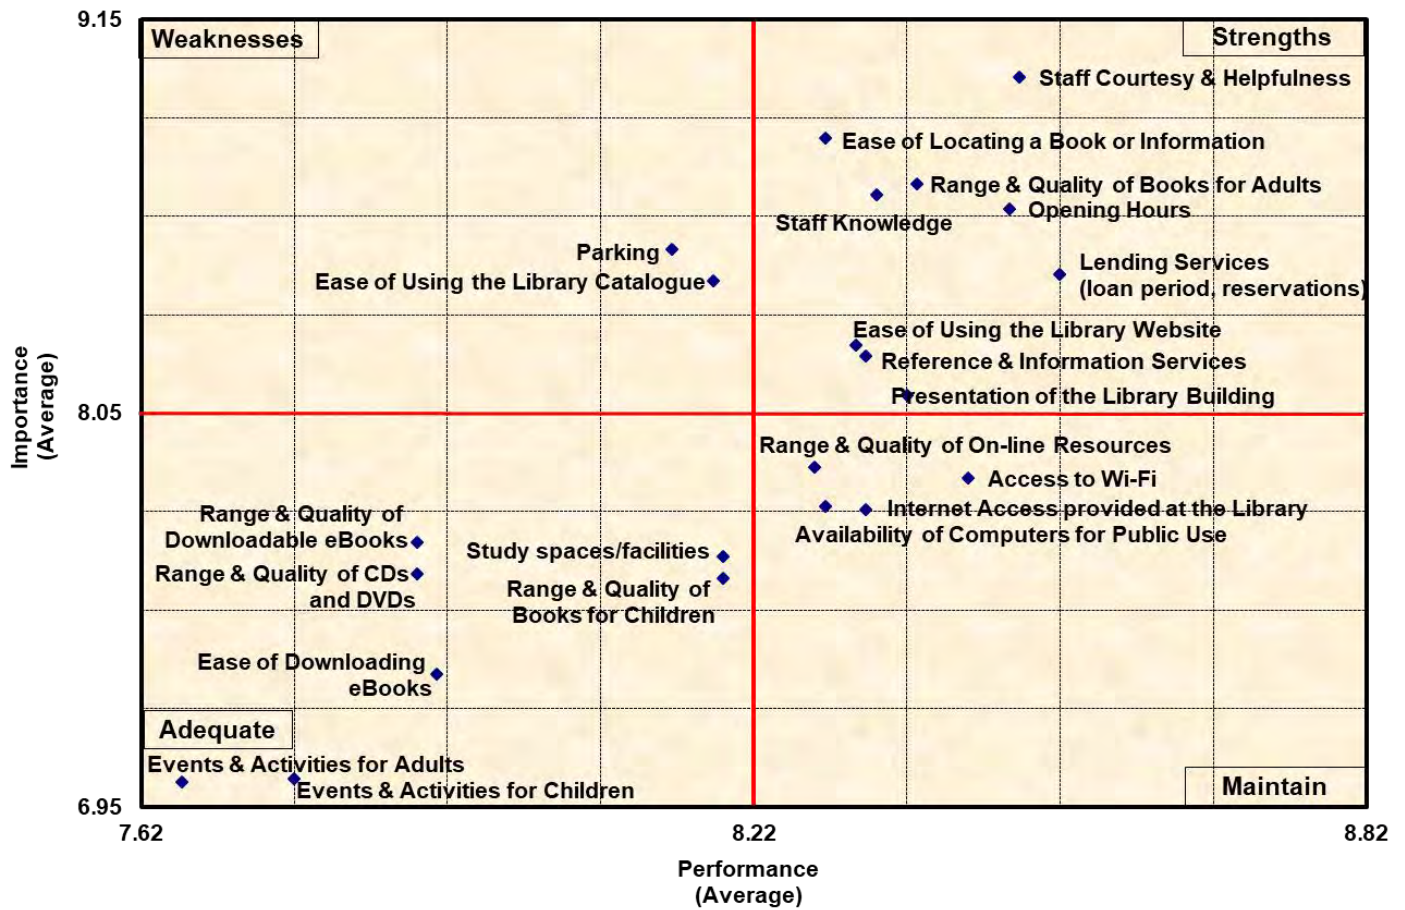 9.15
Weaknesses
Strengths
Staff Courtesy & Helpfulness
Ease of Locating a Book or Information
Range & Quality of Books for Adults
Opening Hours
Staff Knowledge
Parking
Ease of Using the Library Catalogue
Lending Services
(loan period, reservations)
Ease of Using the Library Website
Reference & Information Services
Presentation of the Library Building
Importance
(Average)
8.05
Range & Quality of On-line Resources
Access to Wi-Fi
Internet Access provided at the Library
Availability of Computers for Public Use
Range & Quality of
Downloadable eBooks
Range & Quality of CDs
and DVDs
Study spaces/facilities
Range & Quality of
Books for Children
Ease of Downloading
eBooks
Adequate
Events & Activities for Adults
Events & Activities for Children
Maintain
6.95
7.62
8.22
8.82
Performance
(Average)